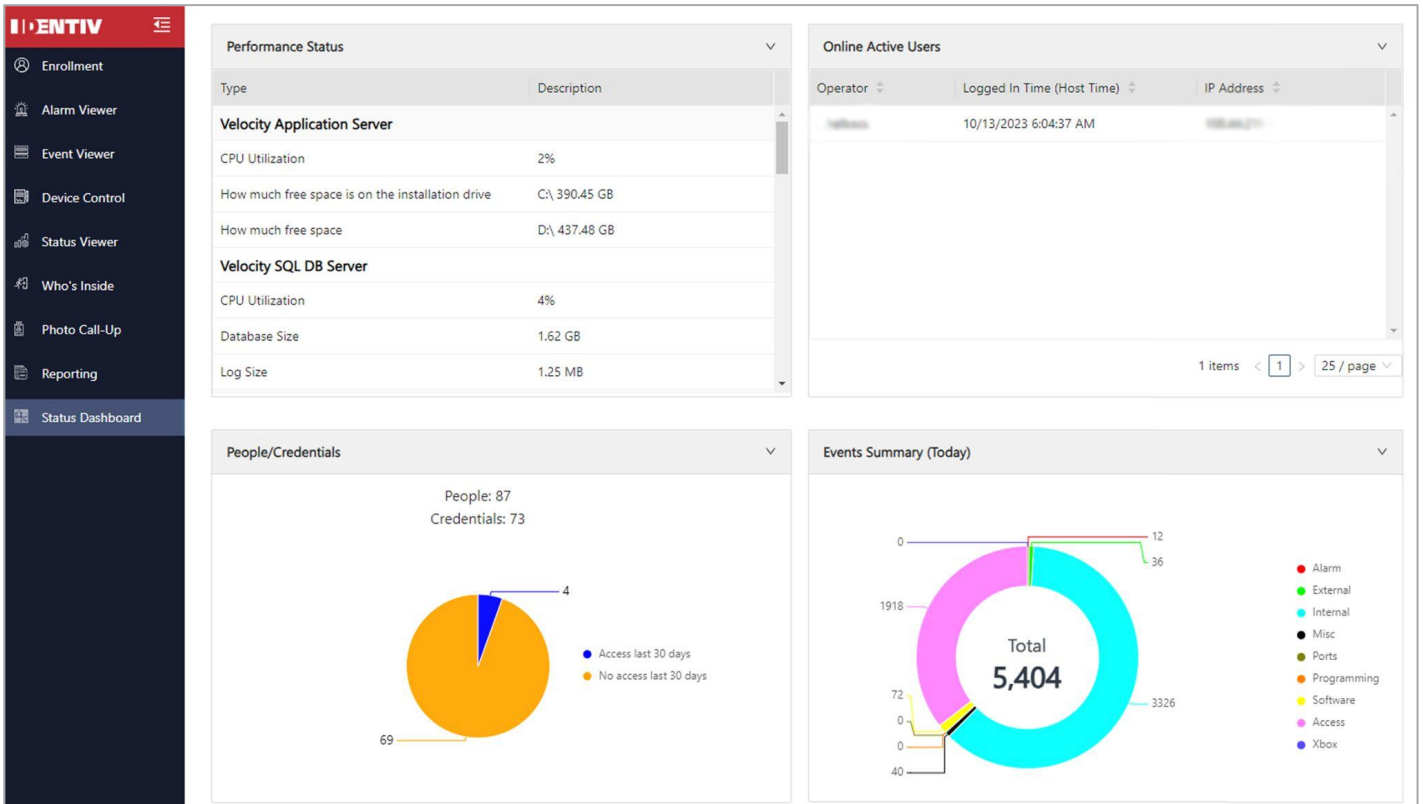 IDENTIV
Enrollment
Alarm Viewer
Event Viewer
Device Control
Status Viewer
Who's Inside
Photo Call-Up
Reporting
Status Dashboard
Performance Status
Type Description
Velocity Application Server
CPU Utilization 2%
How much free space is on the installation drive C:\ 390.45 GB
How much free space D:\ 437.48 GB
Velocity SQL DB Server
CPU Utilization 4%
Database Size 1.62 GB
Log Size 1.25 MB
Online Active Users
Operator Logged In Time (Host Time) IP Address
10/13/2023 6:04:37 AM
1 items < 1 > 25 / page
People/Credentials
People: 87
Credentials: 73
4
Access last 30 days
No access last 30 days
69
Events Summary (Today)
0
12
36
1918
Total
5,404
3326
72
0
0
40
Alarm
External
Internal
Misc
Ports
Programming
Software
Access
Xbox